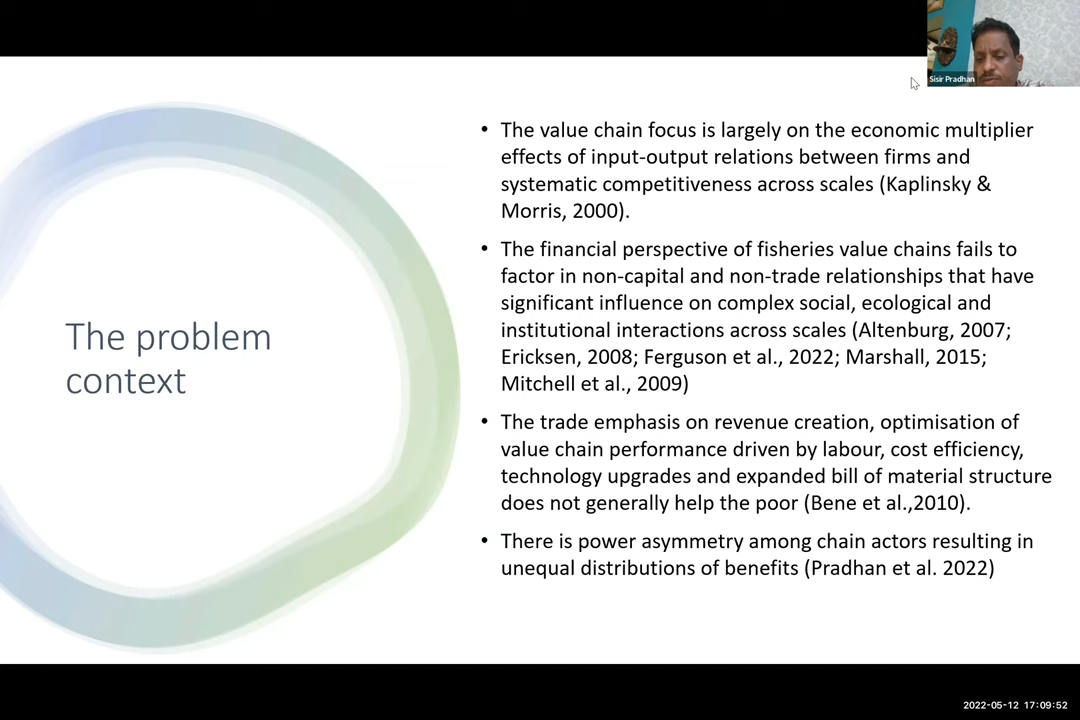 Sisir Pradhan
The problem
context
• The value chain focus is largely on the economic multiplier
effects of input-output relations between firms and
systematic competitiveness across scales (Kaplinsky &
Morris, 2000).
• The financial perspective of fisheries value chains fails to
factor in non-capital and non-trade relationships that have
significant influence on complex social, ecological and
institutional interactions across scales (Altenburg, 2007;
Ericksen, 2008; Ferguson et al., 2022; Marshall, 2015;
Mitchell et al., 2009)
• The trade emphasis on revenue creation, optimisation of
value chain performance driven by labour, cost efficiency,
technology upgrades and expanded bill of material structure
does not generally help the poor (Bene et al.,2010).
• There is power asymmetry among chain actors resulting in
unequal distributions of benefits (Pradhan et al. 2022)
2022-05-12 17:09:52